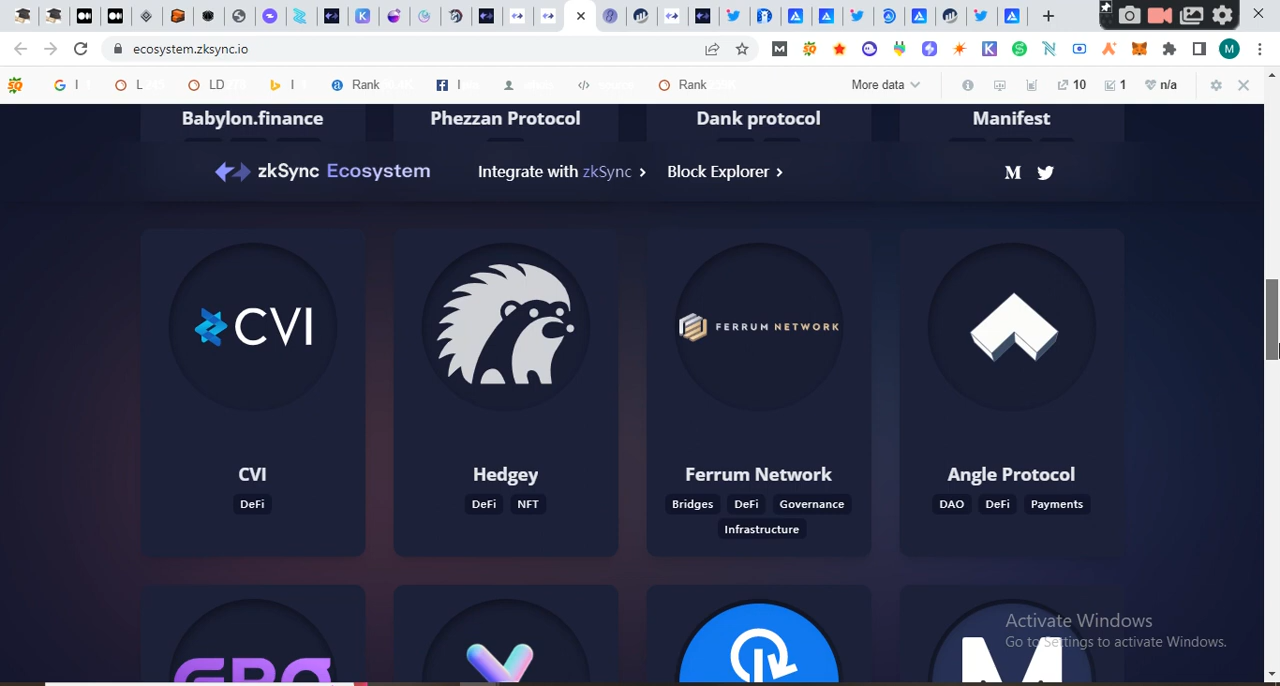 ecosystem.zksync.io
Rank
Rank
More data
10
1
n/a
Babylon.finance
Phezzan Protocol
Dank protocol
Manifest
zkSync Ecosystem
Integrate with zkSync >
Block Explorer >
CVI
Hedgey
FERRUM NETWORK
CVI
Hedgey
Ferrum Network
Angle Protocol
DeFi
DeFi NFT
Bridges DeFi Governance
Infrastructure
DAO DeFi Payments
Activate Windows
Go to Settings to activate Windows.